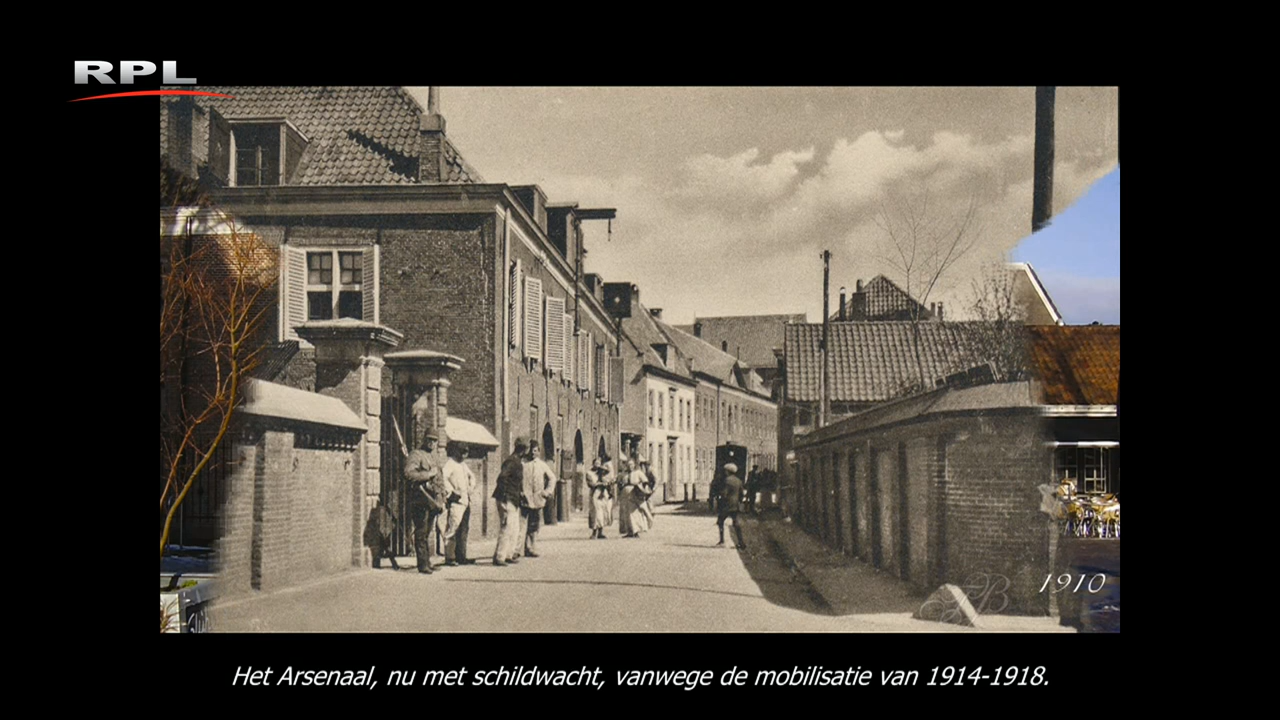 RPL
1910
Het Arsenaal, nu met schildwacht, vanwege de mobilisatie van 1914-1918.